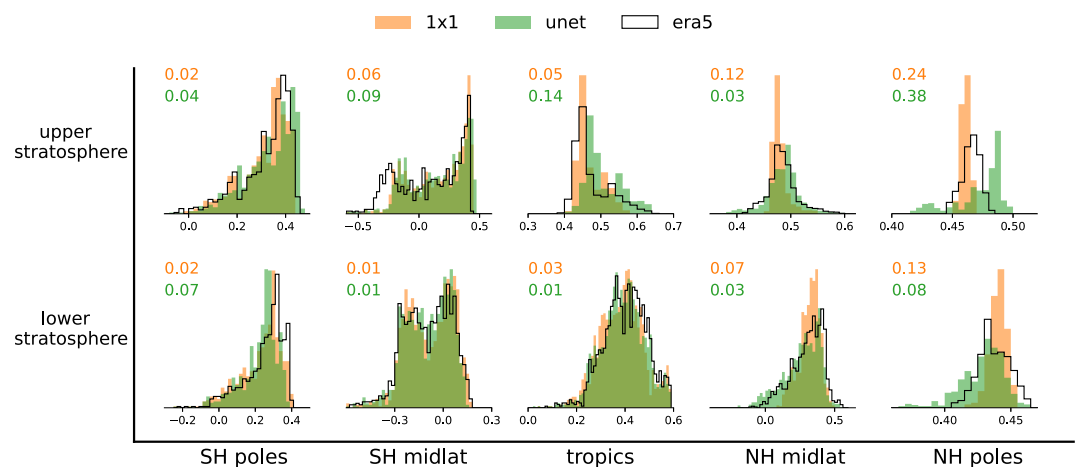 1x1 unet era5
upper
stratosphere
0.02 0.06 0.05 0.12 0.24
0.04 0.09 0.14 0.03 0.38
0.0 0.2 0.4 −0.5 0.0 0.5 0.3 0.4 0.5 0.6 0.7 0.4 0.5 0.6 0.40 0.45 0.50
lower
stratosphere
0.02 0.01 0.03 0.07 0.13
0.07 0.01 0.01 0.03 0.08
−0.2 0.0 0.2 0.4 −0.3 0.0 0.3 0.0 0.2 0.4 0.6 0.0 0.5 0.40 0.45
SH poles SH midlat tropics NH midlat NH poles